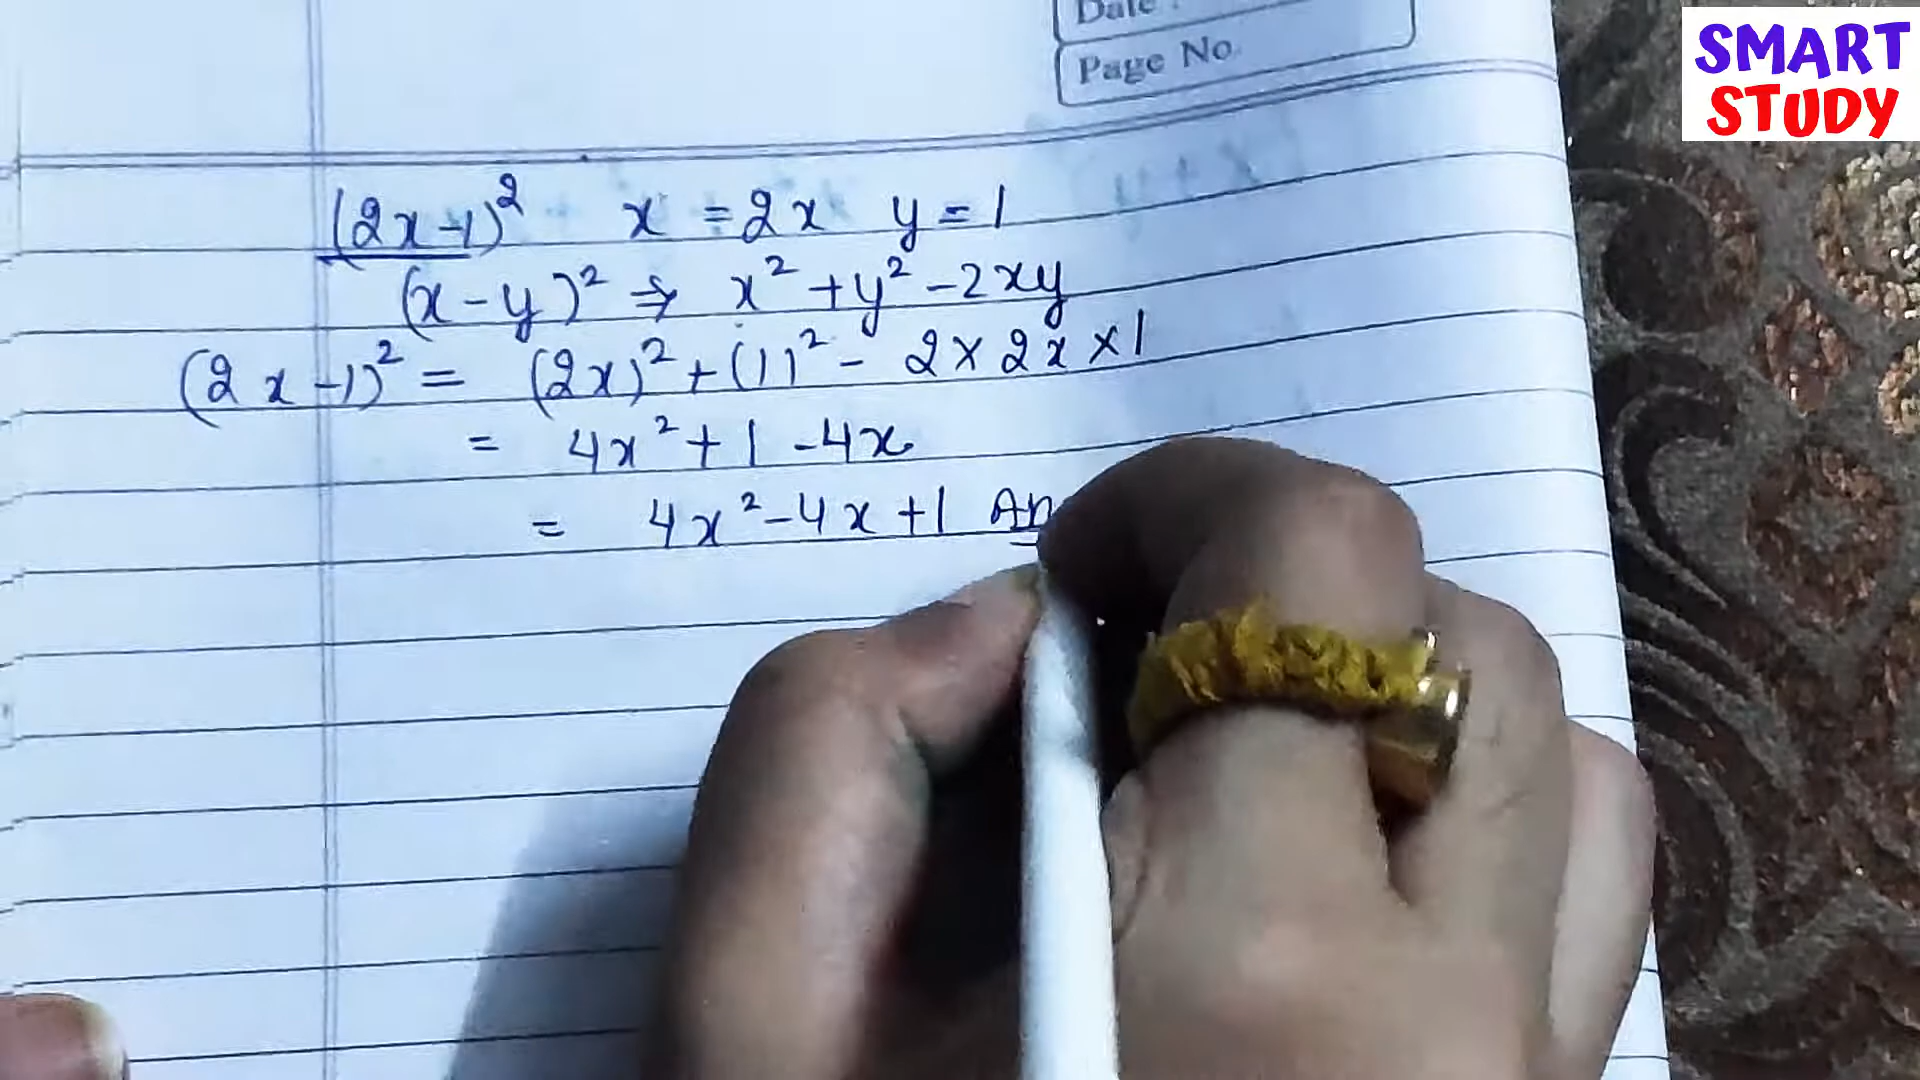 Date :
Page No.
SMART
STUDY
(2x-1)² x = 2x y = 1
(x-y)² ⇒ x² + y² - 2xy
(2x-1)² = (2x)² + (1)² - 2×2x×1
= 4x² + 1 - 4x
= 4x² - 4x + 1 An